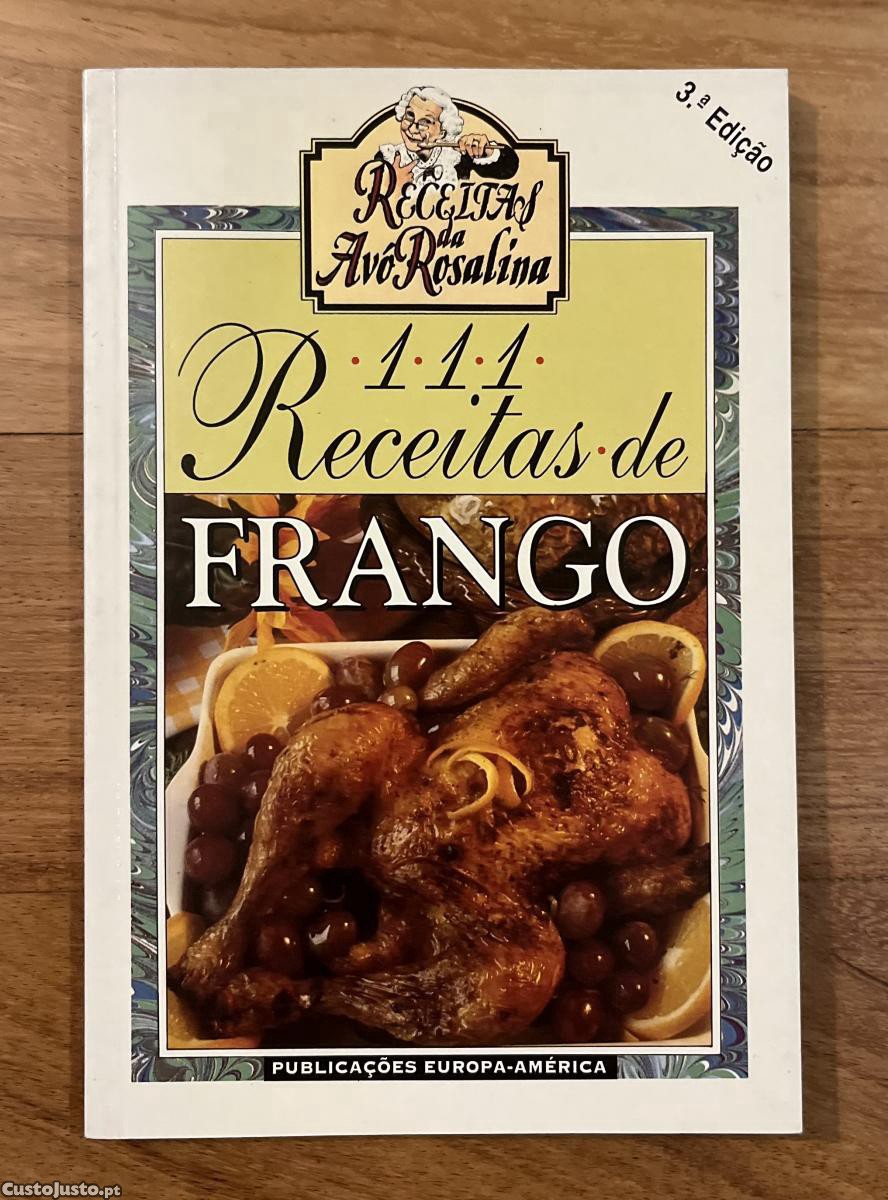 3.ª Edição
RECEITAS
da
Avó Rosalina
·1·1·1·
Receitas·de
FRANGO
PUBLICAÇÕES EUROPA-AMÉRICA
CustoJusto.pt